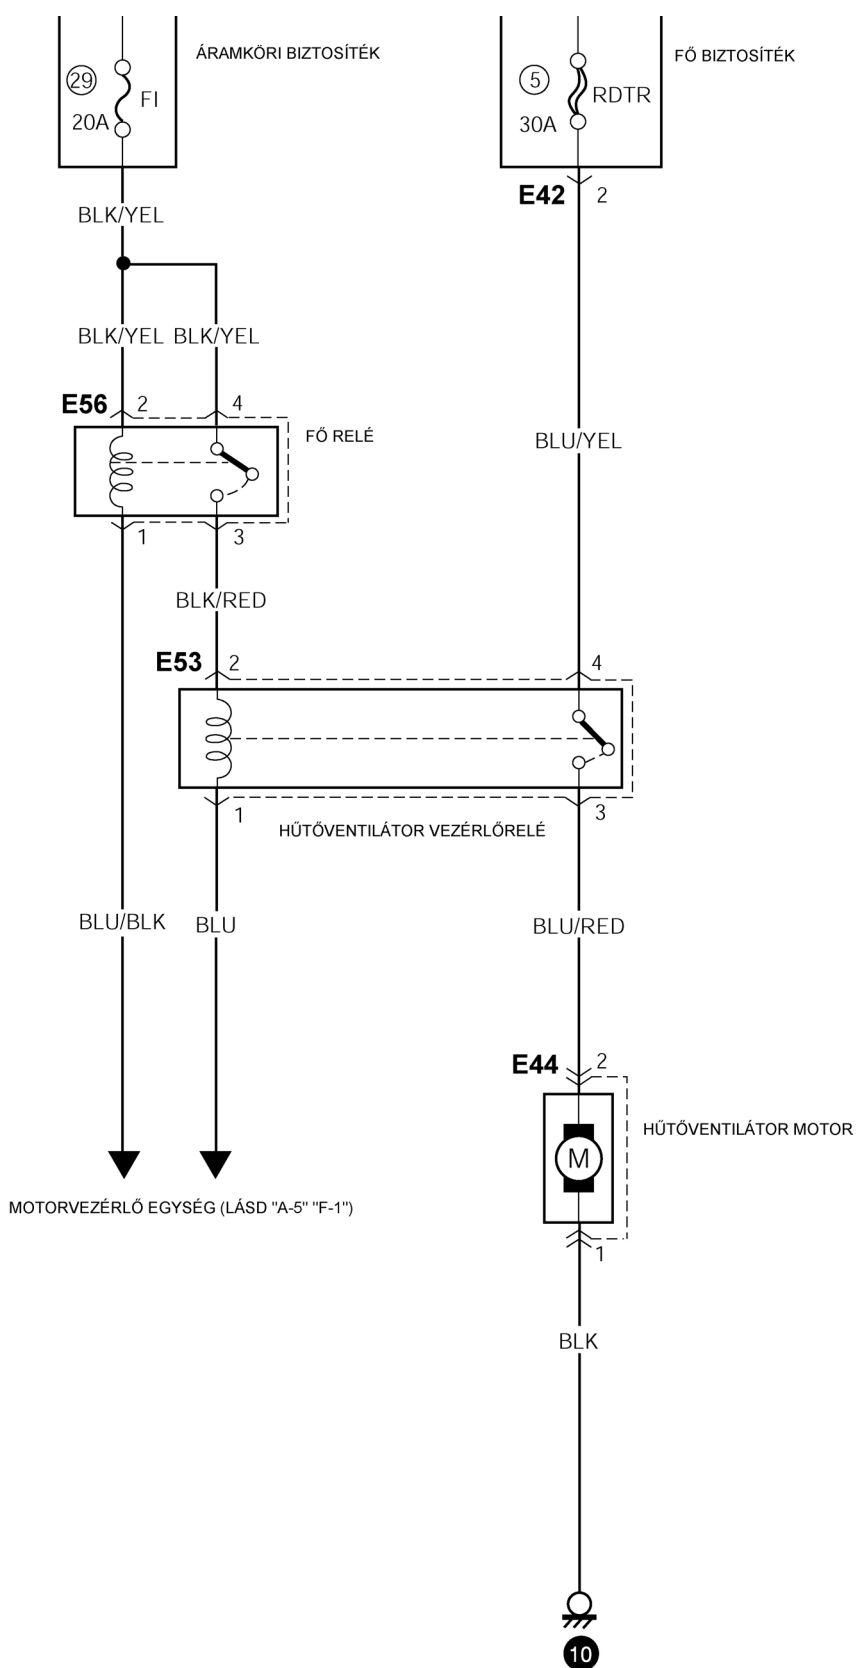 ÁRAMKÖRI BIZTOSÍTÉK
FŐ BIZTOSÍTÉK
29
FI
20A
5
RDTR
30A
E42
2
BLK/YEL
BLK/YEL
BLK/YEL
E56
2
4
FŐ RELÉ
BLU/YEL
1
3
BLK/RED
E53
2
4
1
3
HŰTŐVENTILÁTOR VEZÉRLŐRELÉ
BLU/BLK
BLU
BLU/RED
E44
2
HŰTŐVENTILÁTOR MOTOR
M
MOTORVEZÉRLŐ EGYSÉG (LÁSD "A-5" "F-1")
1
BLK
10